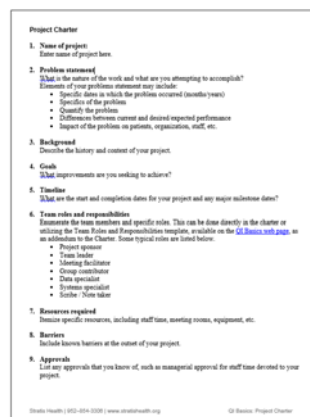 Project Charter
1. Name of project:
Enter name of project here.
2. Problem statement
What is the nature of the work and what are you attempting to accomplish?
Elements of your problems statement may include:
• Specific dates in which the problem occurred (months/years)
• Specifics of the problem
• Quantify the problem
• Differences between current and desired/expected performance
• Impact of the problem on patients, organization, staff, etc.
3. Background
Describe the history and context of your project.
4. Goals
What improvements are you seeking to achieve?
5. Timeline
What are the start and completion dates for your project and any major milestone dates?
6. Team roles and responsibilities
Enumerate the team members and specific roles. This can be done directly in the charter or
utilizing the Team Roles and Responsibilities template, available on the QI Basics web page, as
an addendum to the Charter. Some typical roles are listed below.
• Project sponsor
• Team leader
• Meeting facilitator
• Group contributor
• Data specialist
• Systems specialist
• Scribe / Note taker
7. Resources required
Itemize specific resources, including staff time, meeting rooms, equipment, etc.
8. Barriers
Include known barriers at the outset of your project.
9. Approvals
List any approvals that you know of, such as managerial approval for staff time devoted to your
project.
Stratis Health | 952-854-3306 | www.stratishealth.org QI Basics: Project Charter